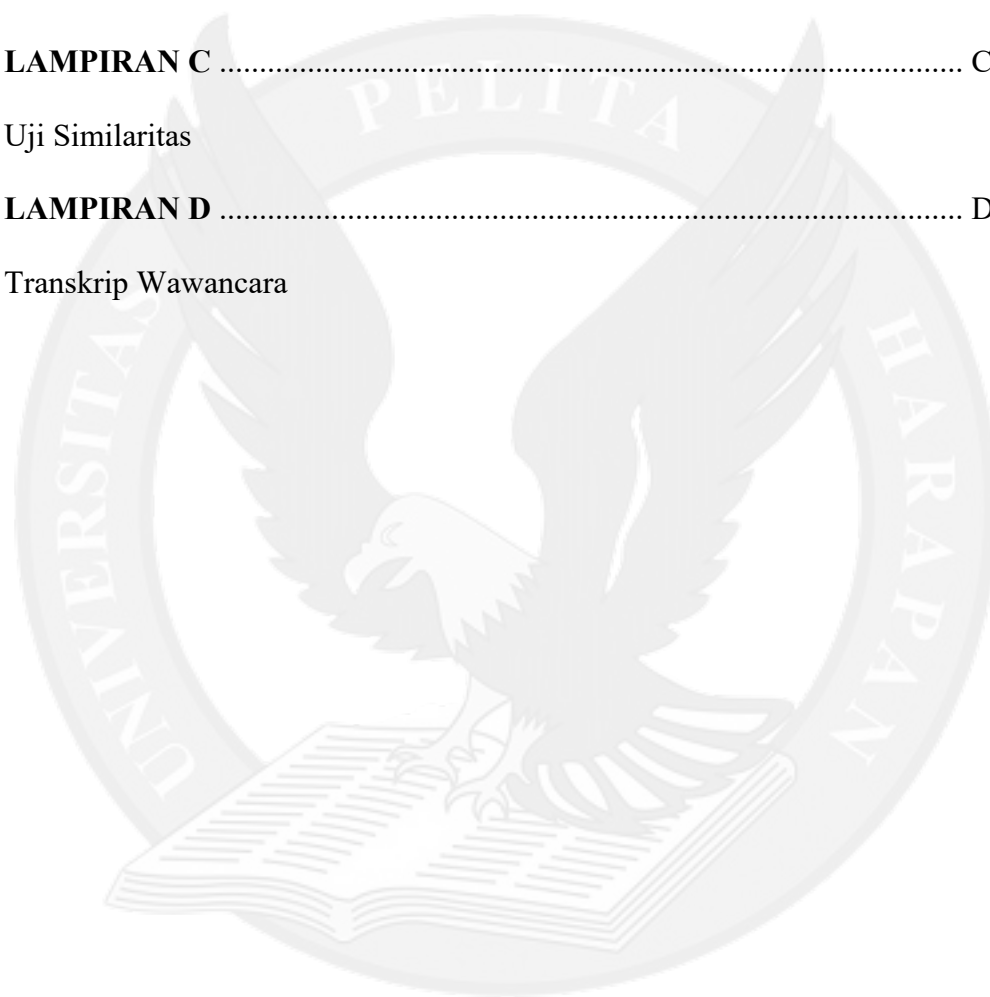 LAMPIRAN C ............................................................................................. C
Uji Similaritas
LAMPIRAN D ............................................................................................. D
Transkrip Wawancara
UNIVERSITAS PELITA HARAPAN